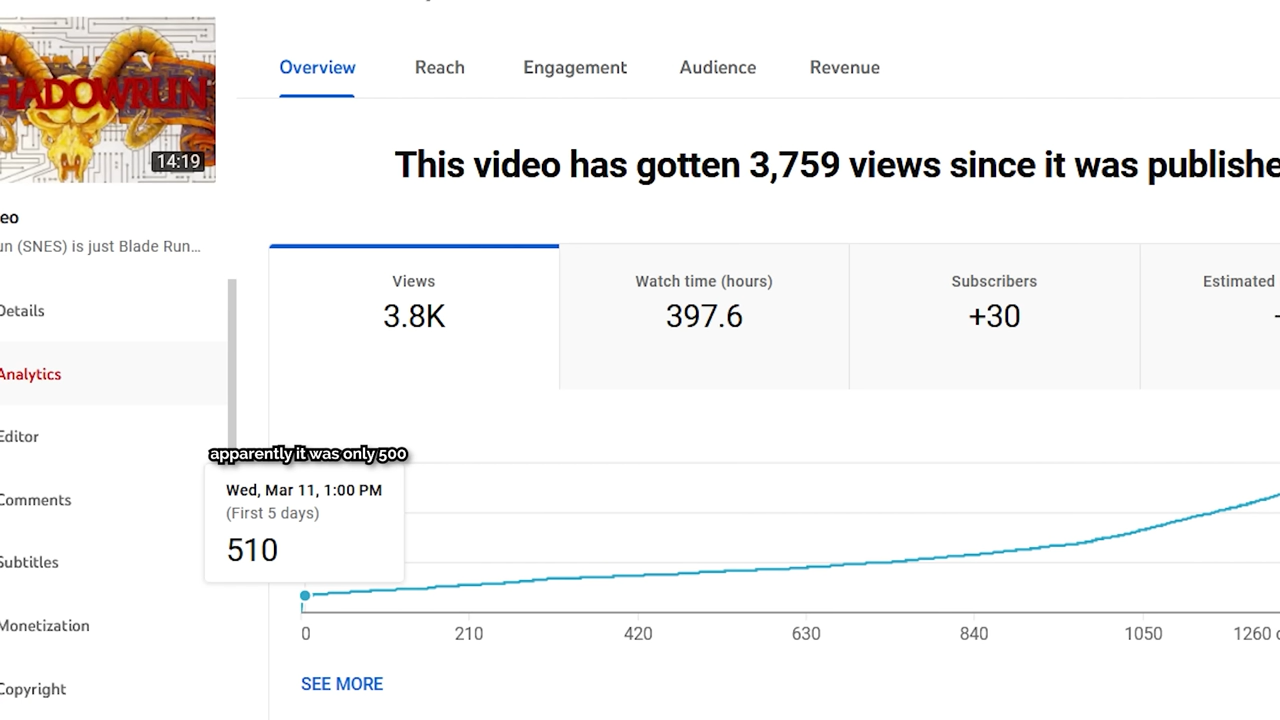 Overview Reach Engagement Audience Revenue
HADOWRUN
14:19
This video has gotten 3,759 views since it was publishe
eo
un (SNES) is just Blade Run...
Views Watch time (hours) Subscribers Estimated
3.8K 397.6 +30 -
Details
Analytics
Editor
apparently it was only 500
Wed, Mar 11, 1:00 PM
(First 5 days)
510
Comments
Subtitles
Monetization
Copyright
0 210 420 630 840 1050 1260
SEE MORE